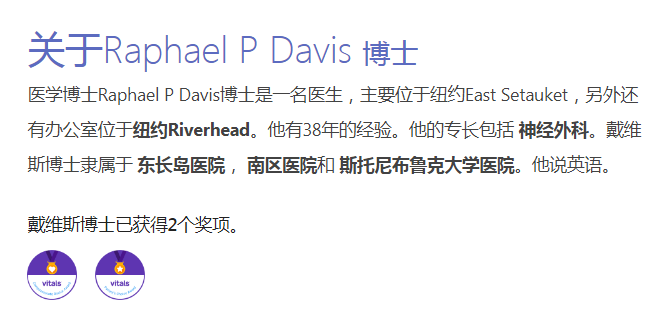 关于Raphael P Davis 博士
医学博士Raphael P Davis博士是一名医生，主要位于纽约East Setauket，另外还
有办公室位于纽约Riverhead。他有38年的经验。他的专长包括 神经外科。戴维
斯博士隶属于 东长岛医院 ， 南区医院和 斯托尼布鲁克大学医院。他说英语。
戴维斯博士已获得2个奖项。
vitals vitals